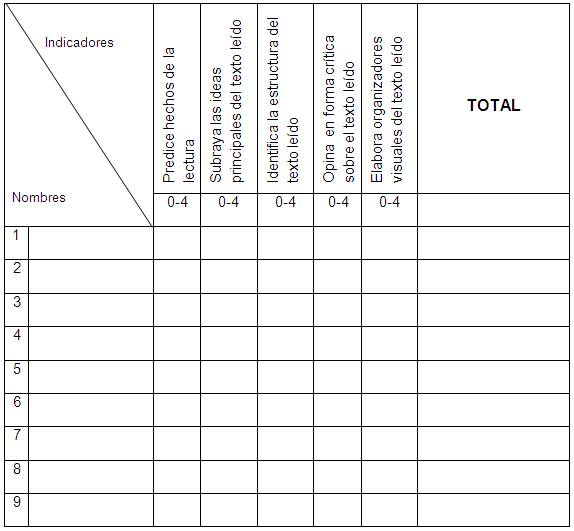 Indicadores
Nombres
Predice hechos de la
lectura
Subraya las ideas
principales del texto leído
Identifica la estructura del
texto leído
Opina en forma crítica
sobre el texto leído
Elabora organizadores
visuales del texto leído
TOTAL
0-4 0-4 0-4 0-4 0-4
1
2
3
4
5
6
7
8
9